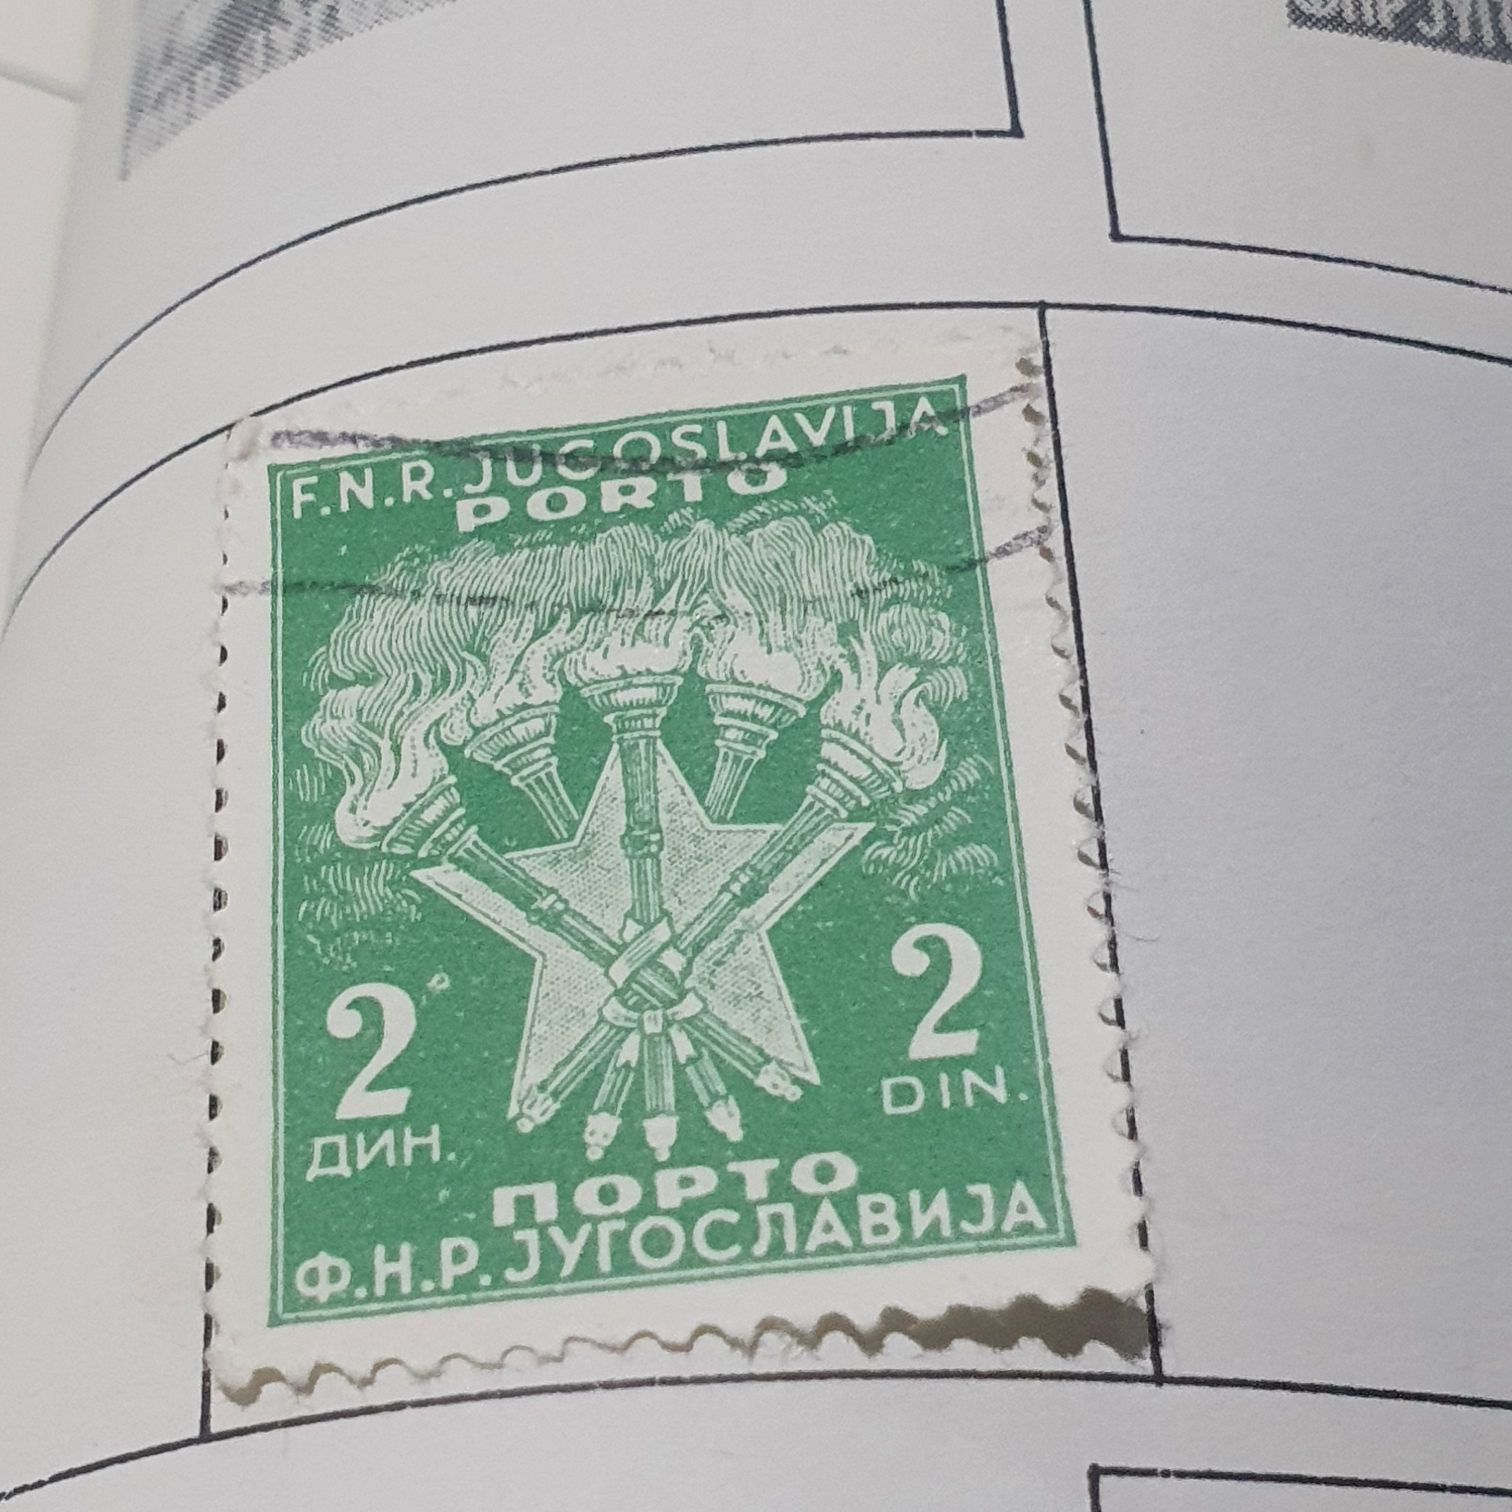 F.N.R. JUGOSLAVIJA
PORTO
2 2
ДИН. DIN.
ПОРТО
Ф.Н.Р. ЈУГОСЛАВИЈА